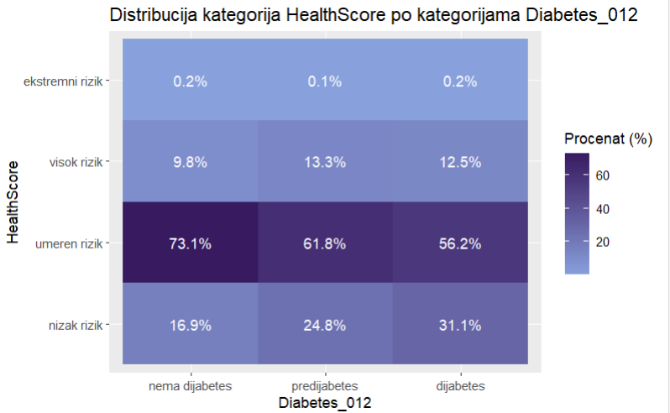 Distribucija kategorija HealthScore po kategorijama Diabetes_012
HealthScore
ekstremni rizik 0.2% 0.1% 0.2%
visok rizik 9.8% 13.3% 12.5%
umeren rizik 73.1% 61.8% 56.2%
nizak rizik 16.9% 24.8% 31.1%
nema dijabetes predijabetes dijabetes
Diabetes_012
Procenat (%)
60
40
20